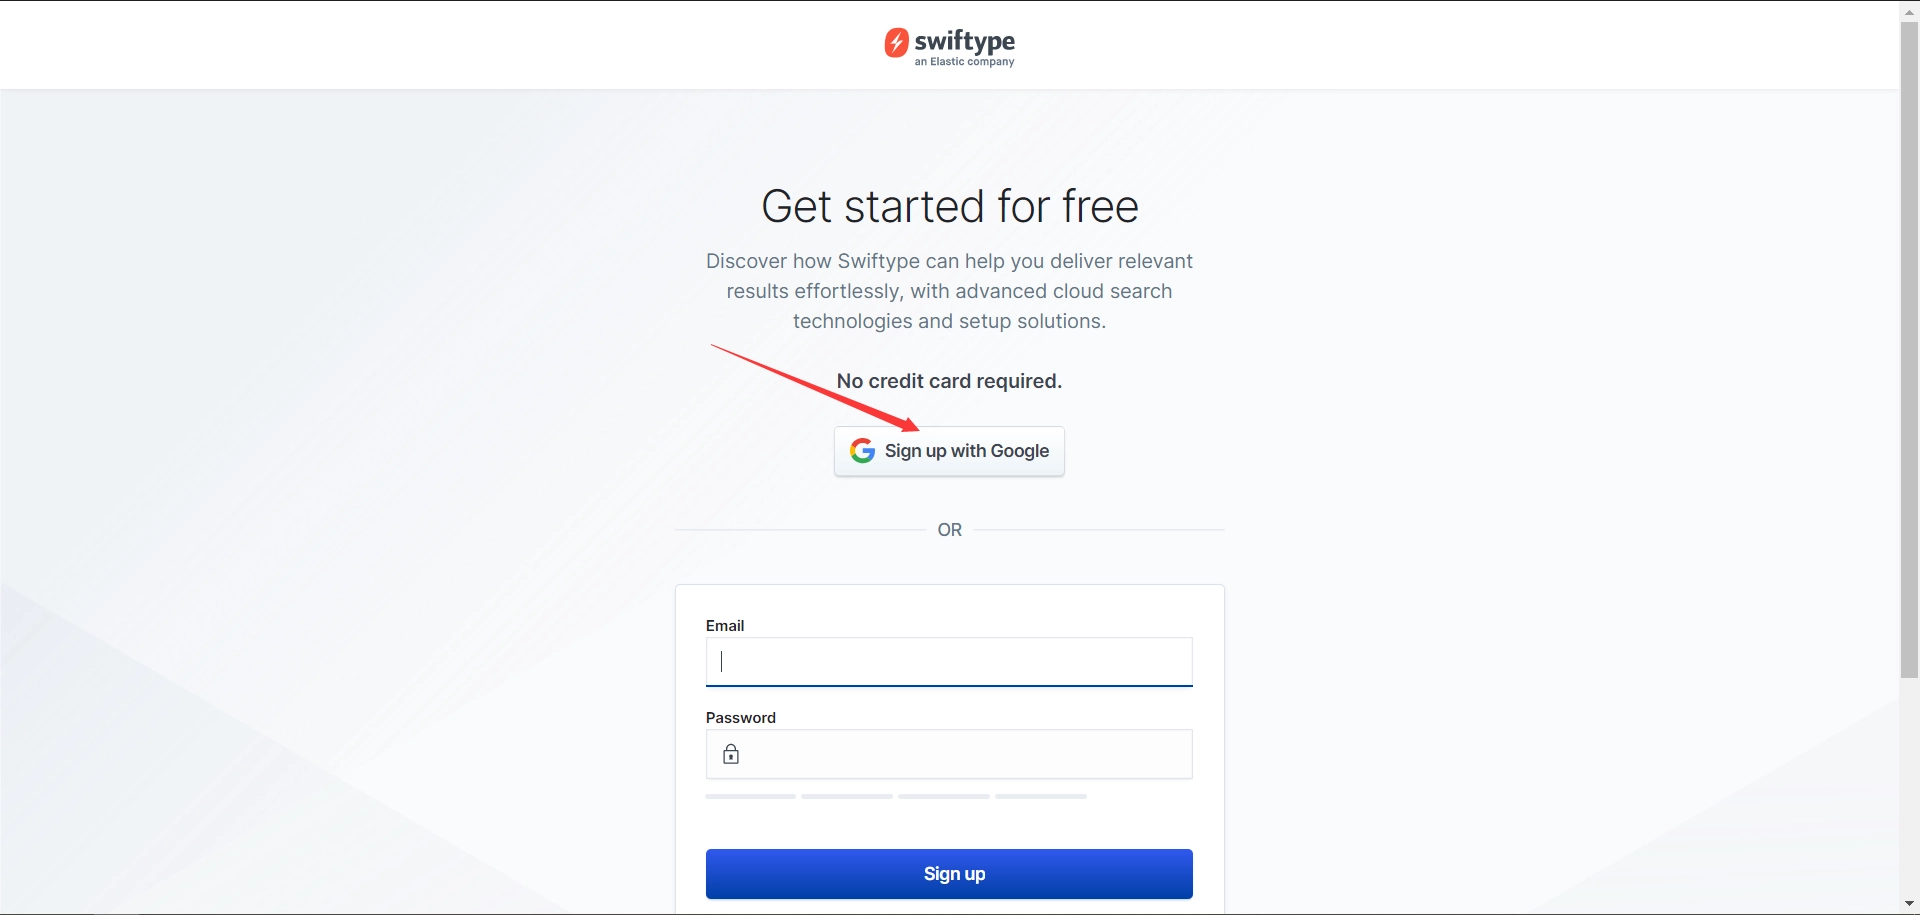 swiftype
an Elastic company
Get started for free
Discover how Swiftype can help you deliver relevant
results effortlessly, with advanced cloud search
technologies and setup solutions.
No credit card required.
Sign up with Google
OR
Email
Password
Sign up